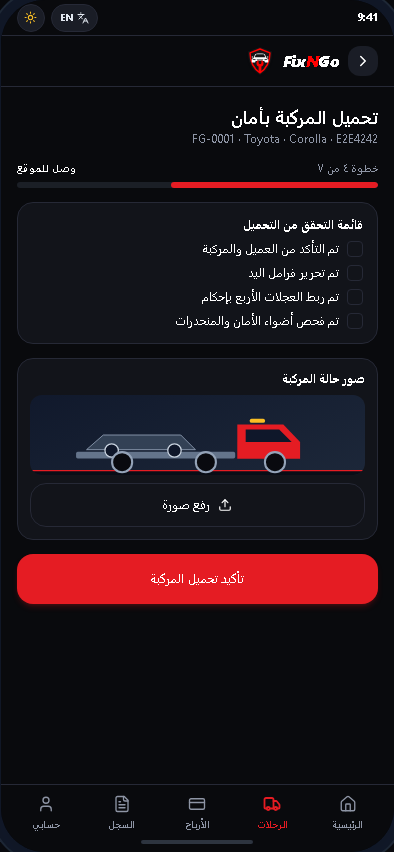 9:41
EN
FixNGo
تحميل المركبة بأمان
FG-0001 · Toyota · Corolla · E2E4242
خطوة ٤ من ٧
وصل للموقع
قائمة التحقق من التحميل
تم التأكد من العميل والمركبة
تم تحرير فرامل اليد
تم ربط العجلات الأربع بإحكام
تم فحص أضواء الأمان والمنحدرات
صور حالة المركبة
رفع صورة
تأكيد تحميل المركبة
الرئيسية
الرحلات
الأرباح
السجل
حسابي